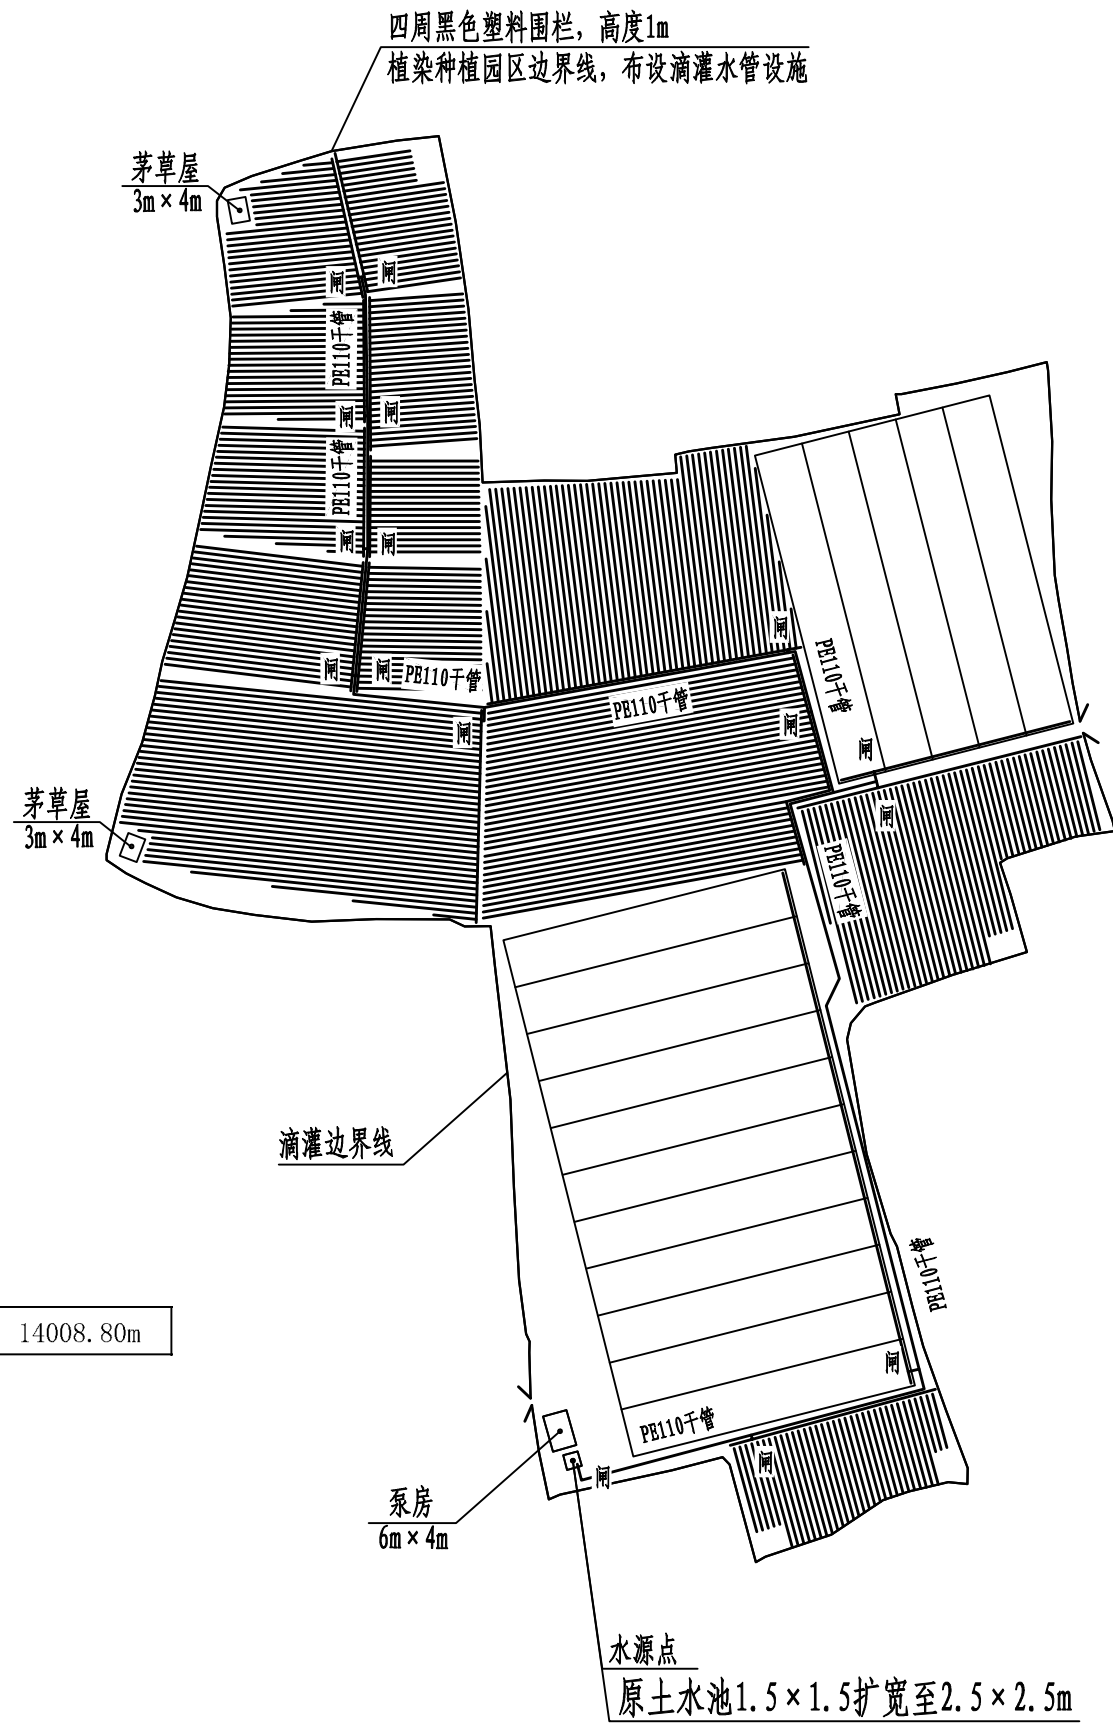 四周黑色塑料围栏，高度1m
植染种植园区边界线，布设滴灌水管设施
茅草屋
3m×4m
闸
闸
PE110干管
闸
闸
PE110干管
闸
闸
闸
闸
闸
PE110干管
PE110干管
闸
闸
PE110干管
闸
闸
茅草屋
3m×4m
PE110干管
滴灌边界线
PE110干管
14008.80m
闸
PE110干管
闸
闸
泵房
6m×4m
水源点
原土水池1.5×1.5扩宽至2.5×2.5m